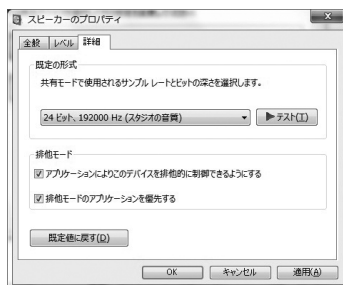 スピーカーのプロパティ
全般 レベル 詳細
既定の形式
共有モードで使用されるサンプル レートとビットの深さを選択します。
24 ビット、192000 Hz (スタジオの音質) ▶テスト(T)
排他モード
アプリケーションによりこのデバイスを排他的に制御できるようにする
排他モードのアプリケーションを優先する
既定値に戻す(D)
OK キャンセル 適用(A)